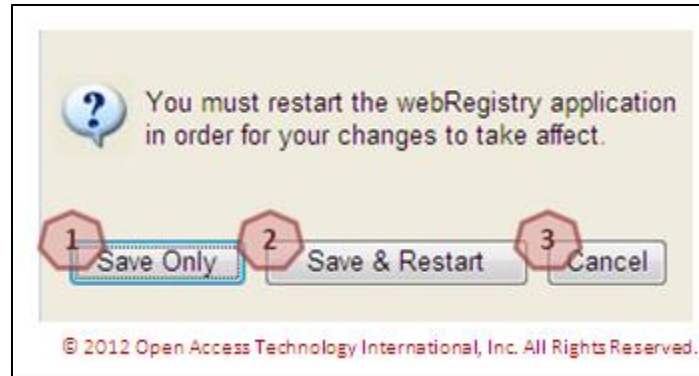 ?
You must restart the webRegistry application
in order for your changes to take affect.
1 Save Only 2 Save & Restart 3 Cancel
© 2012 Open Access Technology International, Inc. All Rights Reserved.